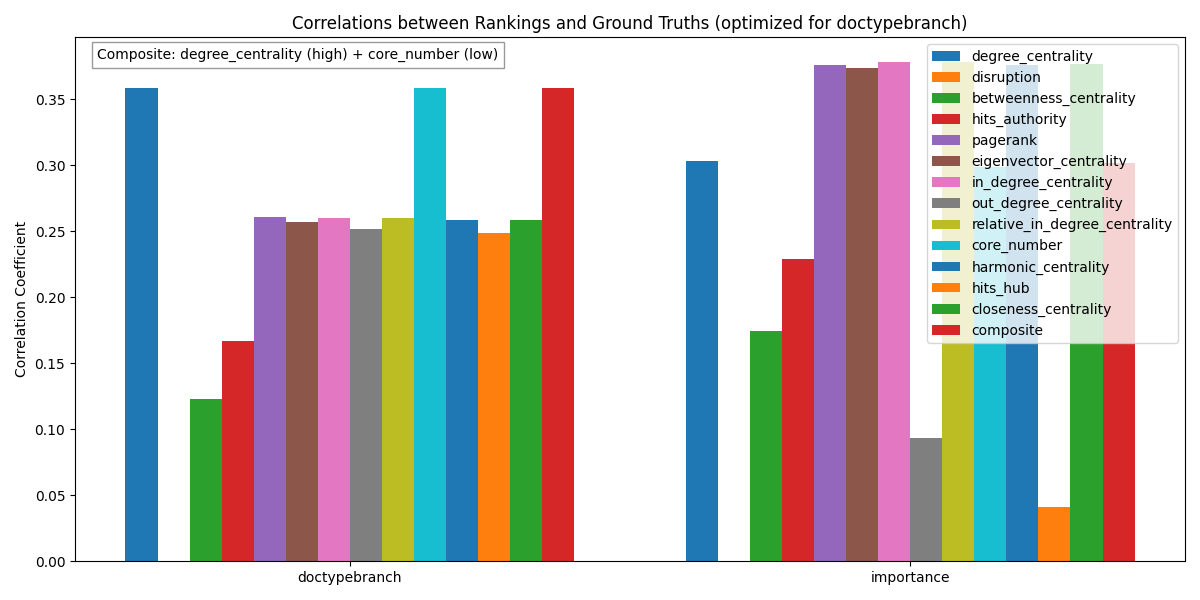 Correlations between Rankings and Ground Truths (optimized for doctypebranch)
Composite: degree_centrality (high) + core_number (low)
degree_centrality
disruption
betweenness_centrality
hits_authority
pagerank
eigenvector_centrality
in_degree_centrality
out_degree_centrality
relative_in_degree_centrality
core_number
harmonic_centrality
hits_hub
closeness_centrality
composite
Correlation Coefficient
0.35
0.30
0.25
0.20
0.15
0.10
0.05
0.00
doctypebranch
importance